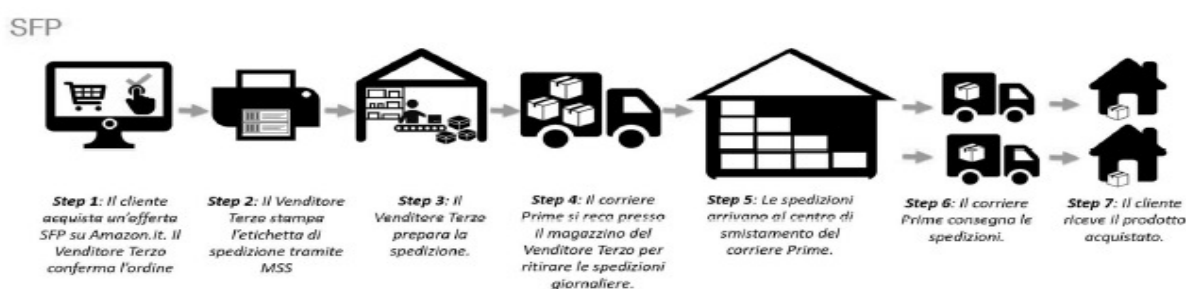 SFP
Step 1: Il cliente
acquista un'offerta
SFP su Amazon.it. Il
Venditore Terzo
conferma l'ordine
Step 2: Il Venditore
Terzo stampa
l'etichetta di
spedizione tramite
MSS
Step 3: Il
Venditore Terzo
prepara la
spedizione.
Step 4: Il corriere
Prime si reca presso
il magazzino del
Venditore Terzo per
ritirare le spedizioni
giornaliere.
Step 5: Le spedizioni
arrivano al centro di
smistamento del
corriere Prime.
Step 6: Il corriere
Prime consegna le
spedizioni.
Step 7: Il cliente
riceve il prodotto
acquistato.